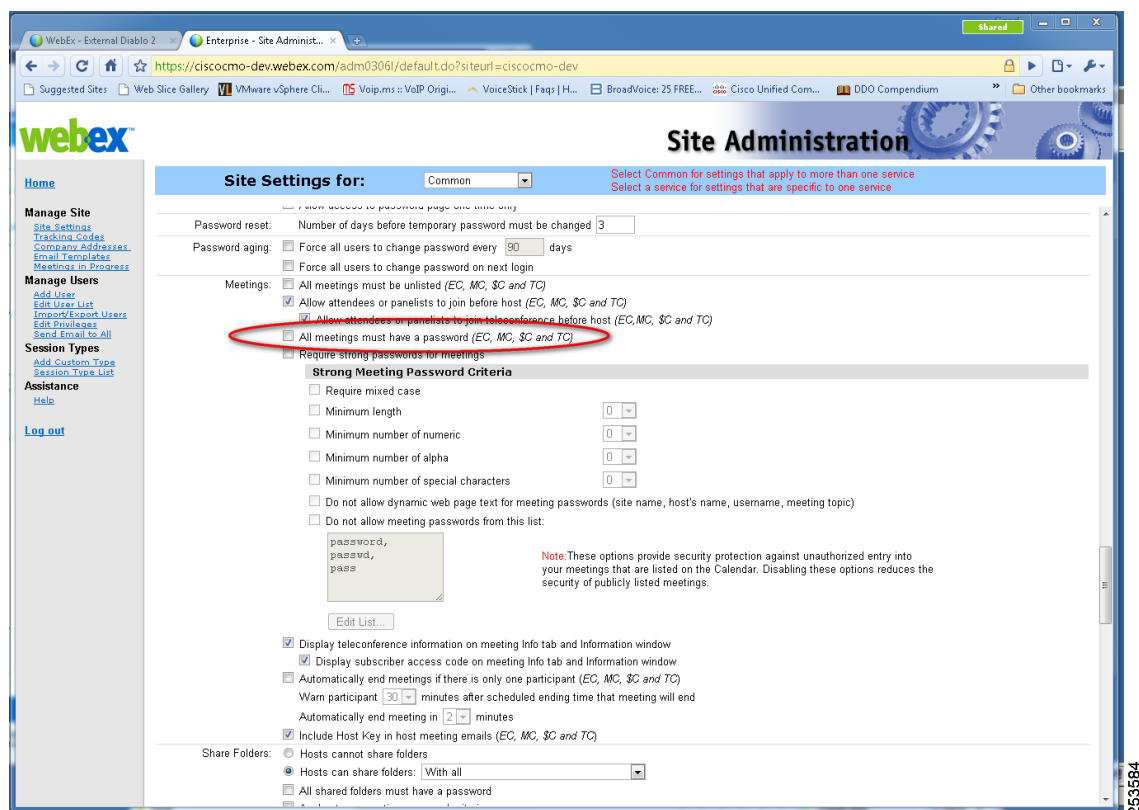 Shared
WebEx - External Diablo 2
Enterprise - Site Administ...
https://ciscocmo-dev.webex.com/adm0306l/default.do?siteurl=ciscocmo-dev
Suggested Sites Web Slice Gallery VMware vSphere Cli... Voip.ms :: VoIP Origi... VoiceStick | Faqs | H... BroadVoice: 25 FREE... Cisco Unified Com... DDO Compendium » Other bookmarks
webex
Site Administration
Home
Manage Site
Site Settings
Tracking Codes
Company Addresses
Email Templates
Meetings in Progress
Manage Users
Add User
Edit User List
Import/Export Users
Edit Privileges
Send Email to All
Session Types
Add Custom Type
Session Type List
Assistance
Help
Log out
Site Settings for: Common
Select Common for settings that apply to more than one service
Select a service for settings that are specific to one service
Allow access to password page one time only
Password reset: Number of days before temporary password must be changed 3
Password aging: Force all users to change password every 90 days
Force all users to change password on next login
Meetings: All meetings must be unlisted (EC, MC, $C and TC)
Allow attendees or panelists to join before host (EC, MC, $C and TC)
Allow attendees or panelists to join teleconference before host (EC,MC, $C and TC)
All meetings must have a password (EC, MC, $C and TC)
Require strong passwords for meetings
Strong Meeting Password Criteria
Require mixed case
Minimum length 0
Minimum number of numeric 0
Minimum number of alpha 0
Minimum number of special characters 0
Do not allow dynamic web page text for meeting passwords (site name, host's name, username, meeting topic)
Do not allow meeting passwords from this list:
password,
passwd,
pass
Note:These options provide security protection against unauthorized entry into
your meetings that are listed on the Calendar. Disabling these options reduces the
security of publicly listed meetings.
Edit List...
Display teleconference information on meeting Info tab and Information window
Display subscriber access code on meeting Info tab and Information window
Automatically end meetings if there is only one participant (EC, MC, $C and TC)
Warn participant 30 minutes after scheduled ending time that meeting will end
Automatically end meeting in 2 minutes
Include Host Key in host meeting emails (EC, MC, $C and TC)
Share Folders: Hosts cannot share folders
Hosts can share folders: With all
All shared folders must have a password
253584